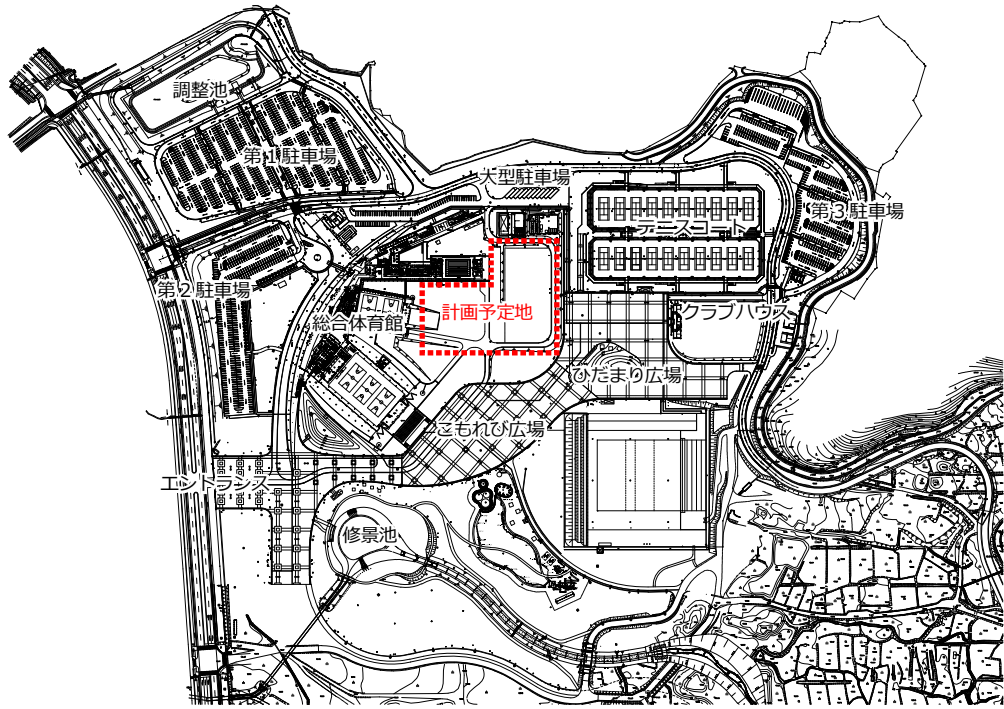 調整池
第1駐車場
大型駐車場
第3駐車場
テニスコート
第2駐車場
総合体育館
計画予定地
クラブハウス
ひだまり広場
こもれび広場
エントランス
修景池